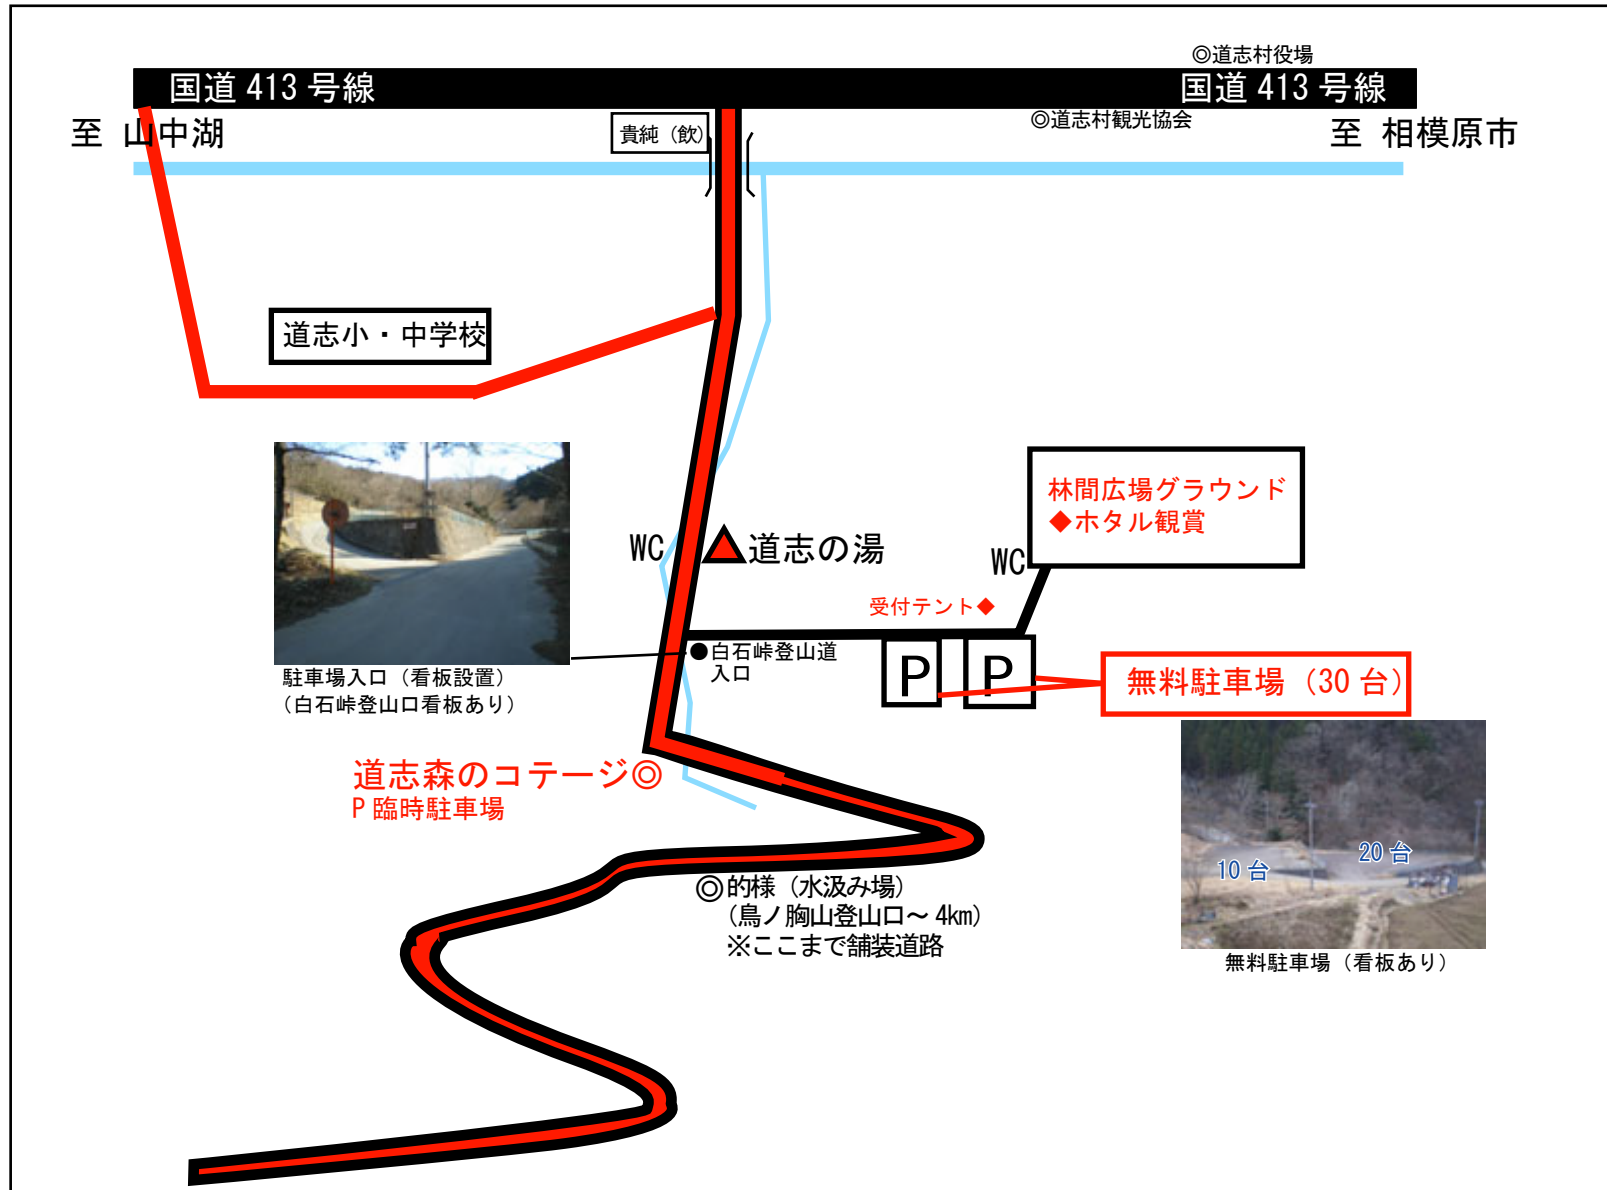 ◎道志村役場
国道 413 号線
国道 413 号線
至 山中湖
貴純（飲）
◎道志村観光協会
至 相模原市
道志小・中学校
林間広場グラウンド
◆ホタル観賞
WC
道志の湯
WC
受付テント◆
●白石峠登山道
入口
P
P
無料駐車場（30 台）
駐車場入口（看板設置）
（白石峠登山口看板あり）
道志森のコテージ◎
P 臨時駐車場
10 台
20 台
無料駐車場（看板あり）
◎的様（水汲み場）
（鳥ノ胸山登山口～ 4km）
※ここまで舗装道路